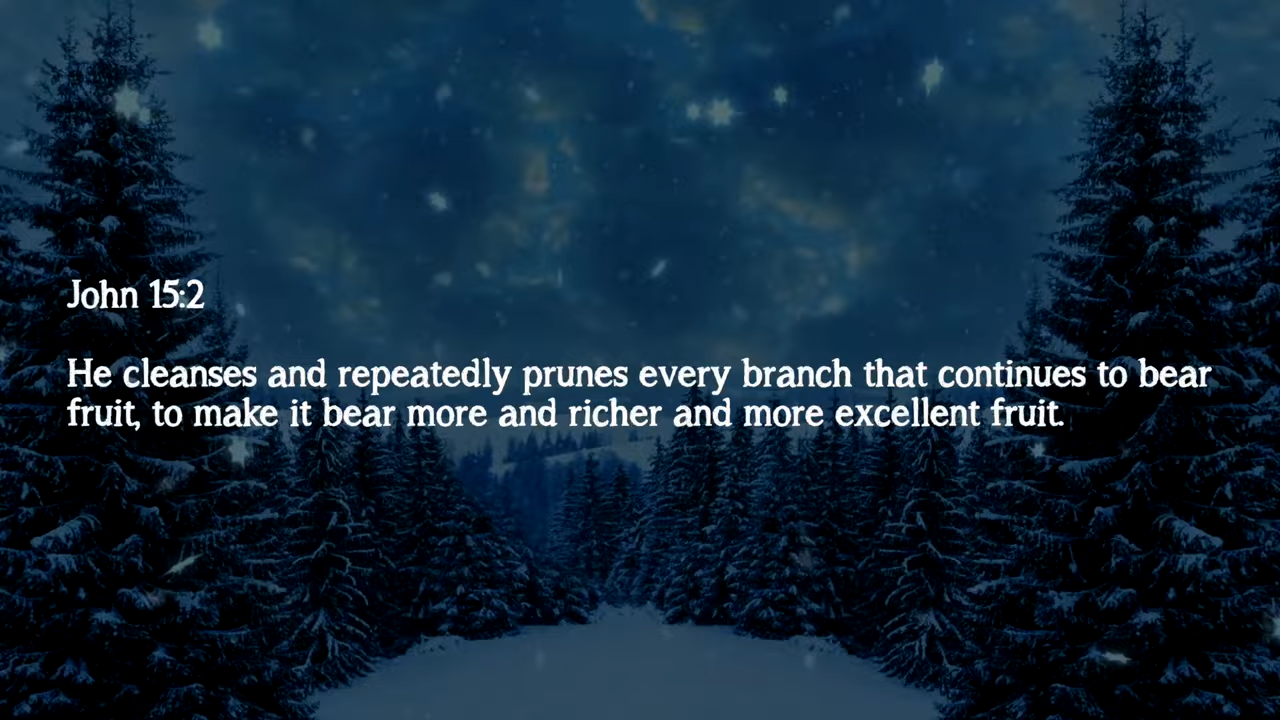 John 15:2
He cleanses and repeatedly prunes every branch that continues to bear
fruit, to make it bear more and richer and more excellent fruit.